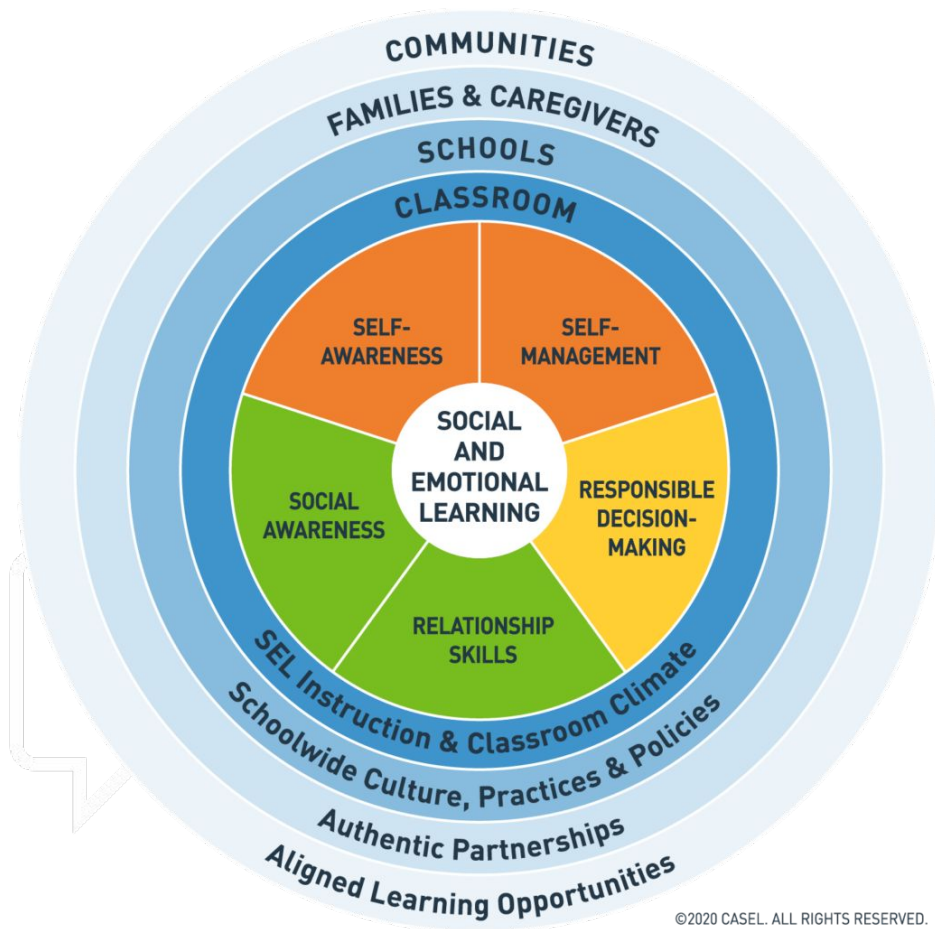 COMMUNITIES
FAMILIES & CAREGIVERS
SCHOOLS
CLASSROOM
SELF-
AWARENESS
SELF-
MANAGEMENT
SOCIAL
AND
EMOTIONAL
LEARNING
SOCIAL
AWARENESS
RESPONSIBLE
DECISION-
MAKING
RELATIONSHIP
SKILLS
SEL Instruction & Classroom Climate
Schoolwide Culture, Practices & Policies
Authentic Partnerships
Aligned Learning Opportunities
©2020 CASEL. ALL RIGHTS RESERVED.